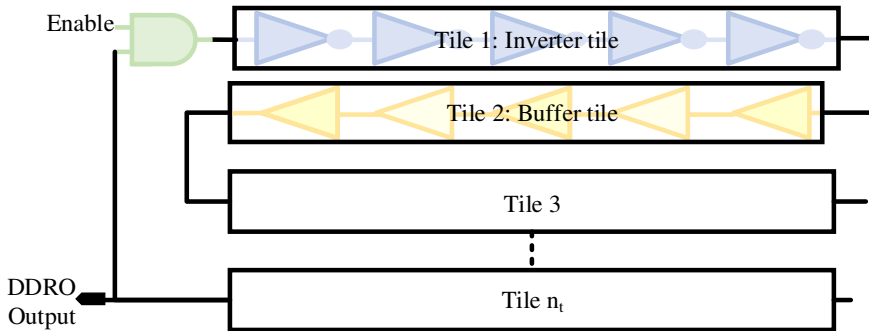 Enable
Tile 1: Inverter tile
Tile 2: Buffer tile
Tile 3
DDRO
Output
Tile nₜ